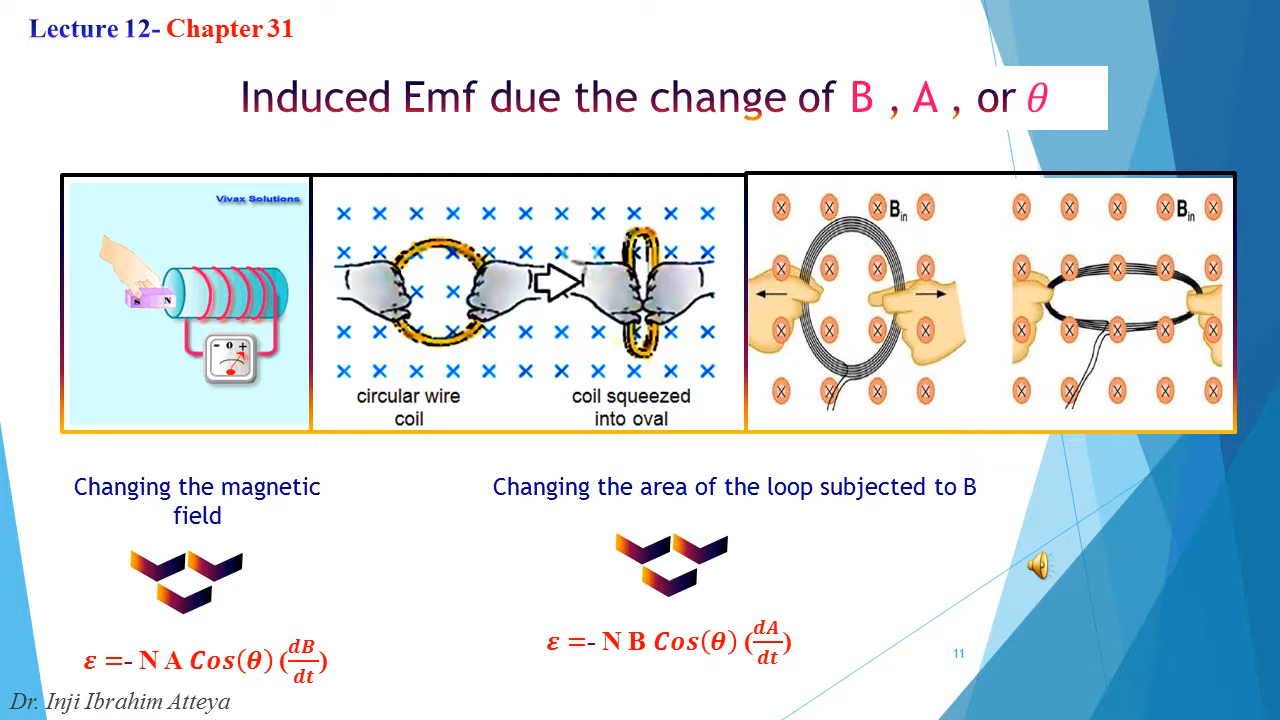 Lecture 12- Chapter 31
Induced Emf due the change of B , A , or θ
Vivax Solutions
S N
- 0 +
circular wire
coil
coil squeezed
into oval
B in
B in
Changing the magnetic
field
Changing the area of the loop subjected to B
ε =- N A Cos(θ) (dB/dt)
ε =- N B Cos(θ) (dA/dt)
11
Dr. Inji Ibrahim Atteya